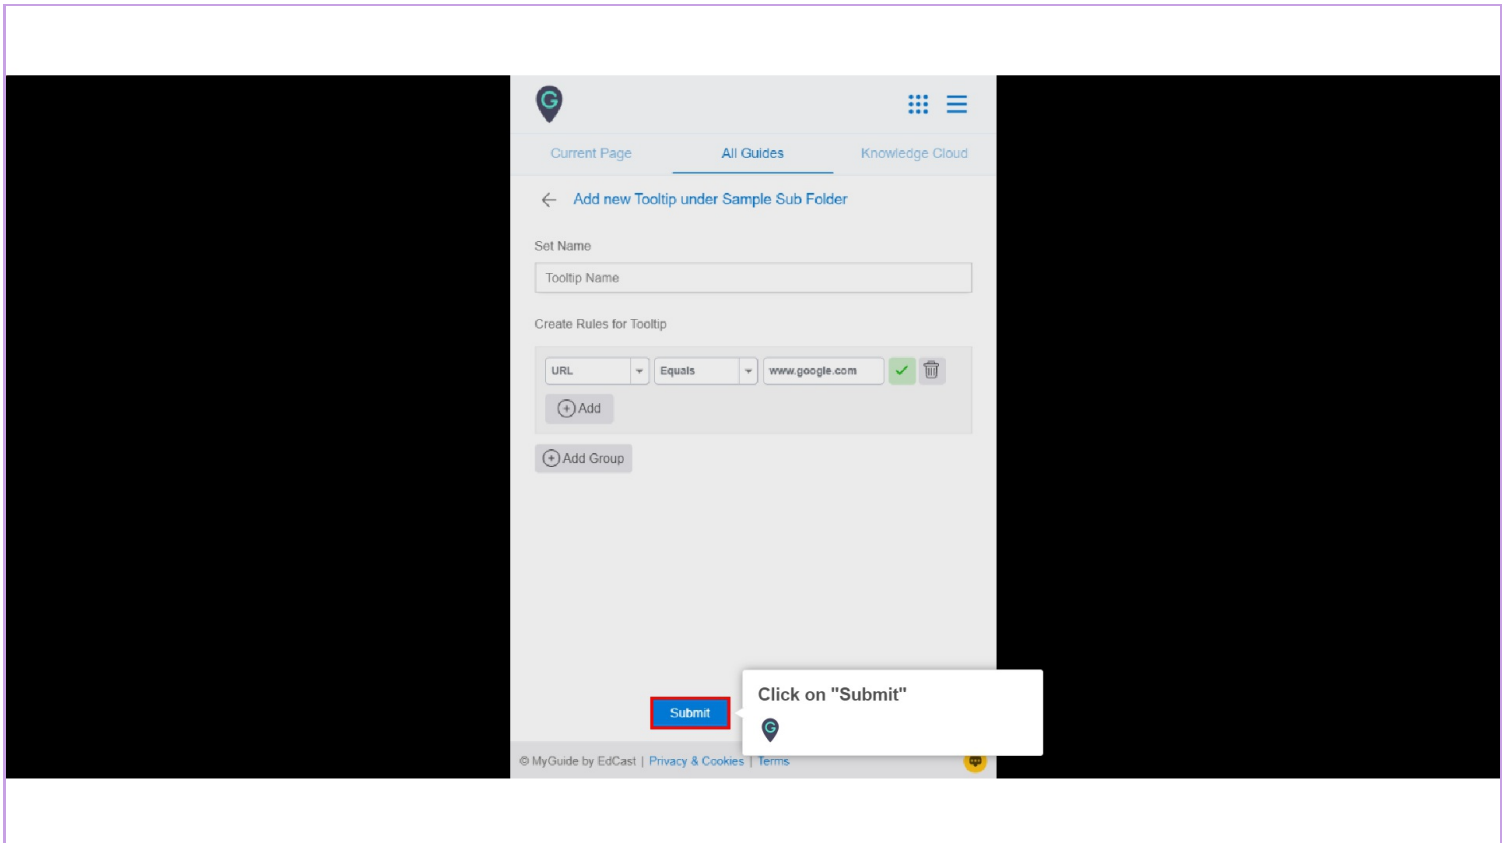 G
Current Page All Guides Knowledge Cloud
Add new Tooltip under Sample Sub Folder
Set Name
Tooltip Name
Create Rules for Tooltip
URL Equals www.google.com
Add
Add Group
Click on "Submit"
Submit
G
© MyGuide by EdCast | Privacy & Cookies | Terms